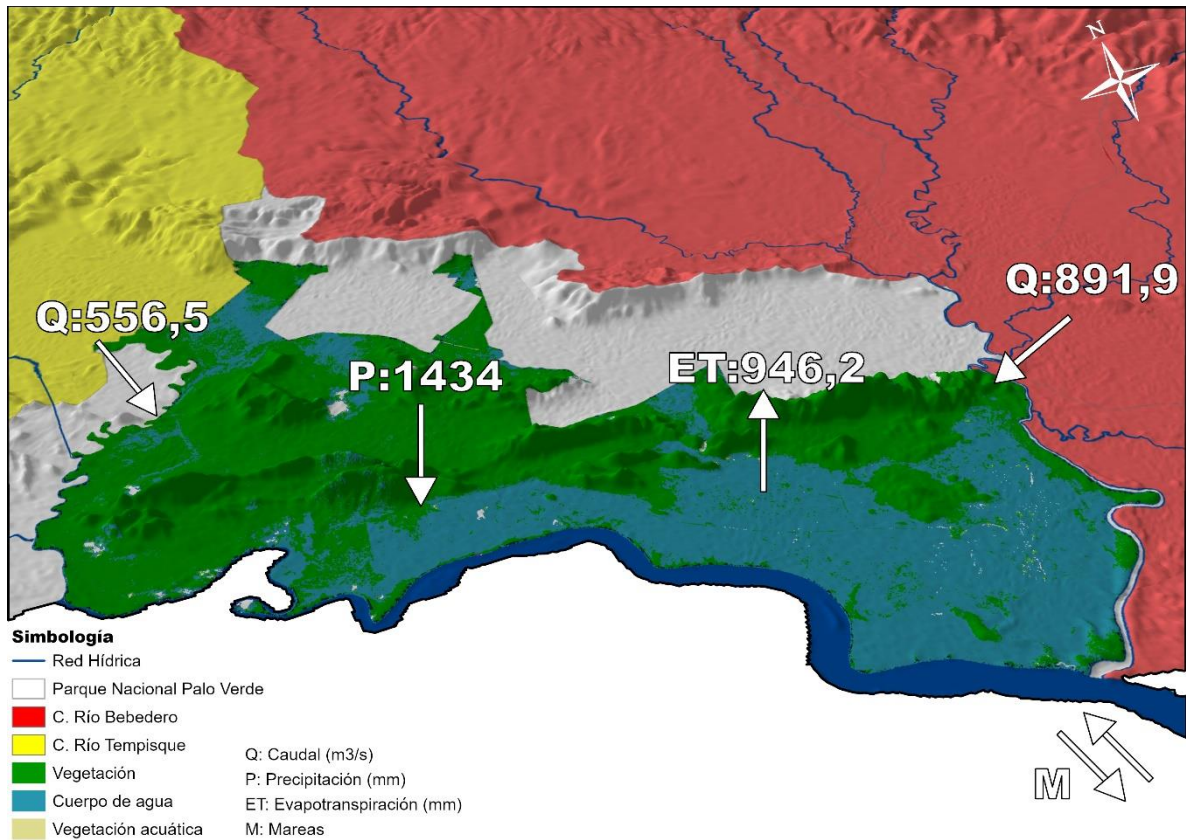 N
Q:556,5
P:1434
ET:946,2
Q:891,9
M
Simbología
Red Hídrica
Parque Nacional Palo Verde
C. Río Bebedero
C. Río Tempisque
Vegetación
Cuerpo de agua
Vegetación acuática
Q: Caudal (m3/s)
P: Precipitación (mm)
ET: Evapotranspiración (mm)
M: Mareas